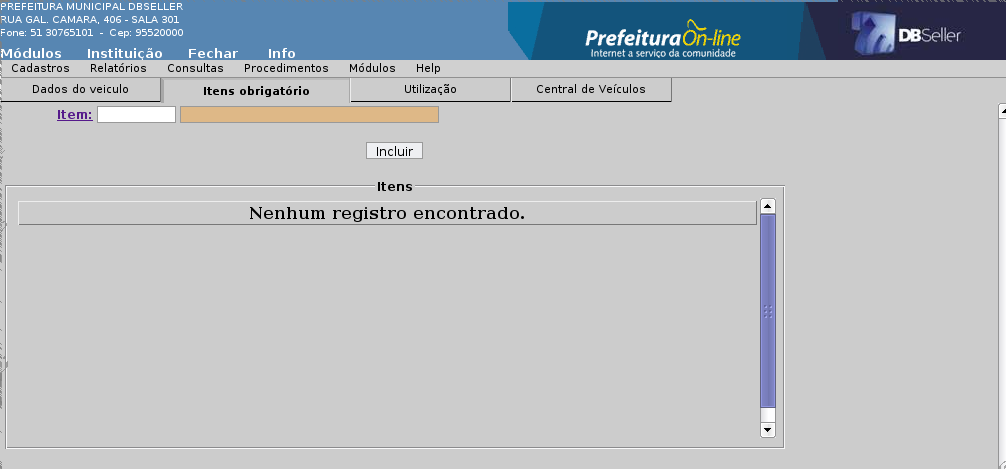 PREFEITURA MUNICIPAL DBSELLER
RUA GAL. CAMARA, 406 - SALA 301
Fone: 51 30765101 - Cep: 95520000
Prefeitura On-line
Internet a serviço da comunidade
DBSeller
Módulos Instituição Fechar Info
Cadastros Relatórios Consultas Procedimentos Módulos Help
Dados do veiculo Itens obrigatório Utilização Central de Veículos
Item:
Incluir
Itens
Nenhum registro encontrado.